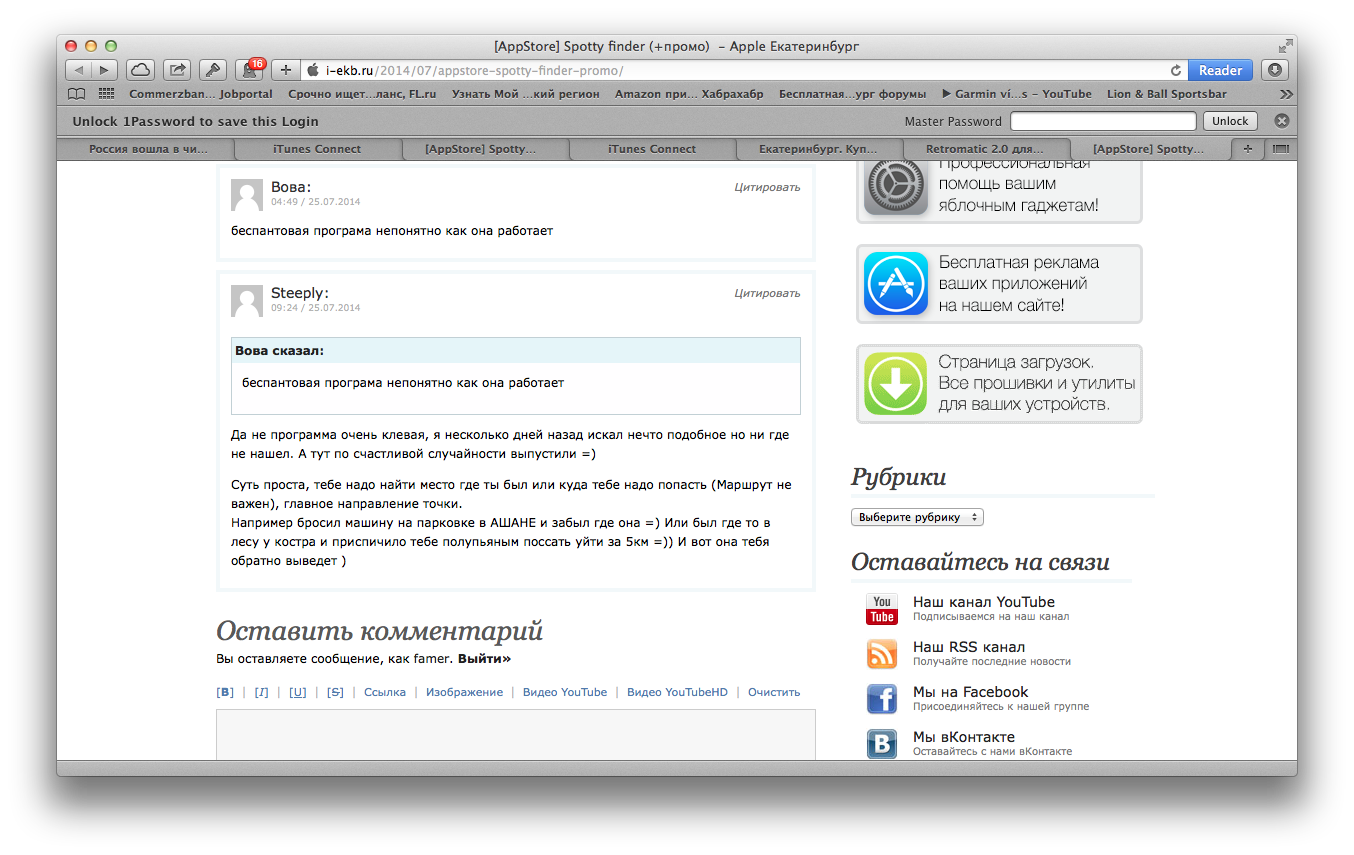 [AppStore] Spotty finder (+промо) – Apple Екатеринбург
16
i-ekb.ru/2014/07/appstore-spotty-finder-promo/
Reader
Commerzban... Jobportal
Срочно ищет...ланс, FL.ru
Узнать Мой ...кий регион
Amazon при... Хабрахабр
Бесплатная...ург форумы
Garmin ví...s – YouTube
Lion & Ball Sportsbar
Unlock 1Password to save this Login
Master Password
Unlock
Россия вошла в чи...
iTunes Connect
[AppStore] Spotty...
iTunes Connect
Екатеринбург. Куп...
Retromatic 2.0 для...
[AppStore] Spotty...
Вова:
Цитировать
04:49 / 25.07.2014
беспантовая програма непонятно как она работает
Steeply:
Цитировать
09:24 / 25.07.2014
Вова сказал:
беспантовая програма непонятно как она работает
Да не программа очень клевая, я несколько дней назад искал нечто подобное но ни где
не нашел. А тут по счастливой случайности выпустили =)
Суть проста, тебе надо найти место где ты был или куда тебе надо попасть (Маршрут не
важен), главное направление точки.
Например бросил машину на парковке в АШАНЕ и забыл где она =) Или был где то в
лесу у костра и приспичило тебе полупьяным поссать уйти за 5км =)) И вот она тебя
обратно выведет )
Оставить комментарий
Вы оставляете сообщение, как famer. Выйти»
[B] | [I] | [U] | [S] | Ссылка | Изображение | Видео YouTube | Видео YouTubeHD | Очистить
Профессиональная
помощь вашим
яблочным гаджетам!
Бесплатная реклама
ваших приложений
на нашем сайте!
Страница загрузок.
Все прошивки и утилиты
для ваших устройств.
Рубрики
Выберите рубрику
Оставайтесь на связи
You
Tube
Наш канал YouTube
Подписываемся на наш канал
Наш RSS канал
Получайте последние новости
f
Мы на Facebook
Присоединяйтесь к нашей группе
B
Мы вКонтакте
Оставайтесь с нами вКонтакте